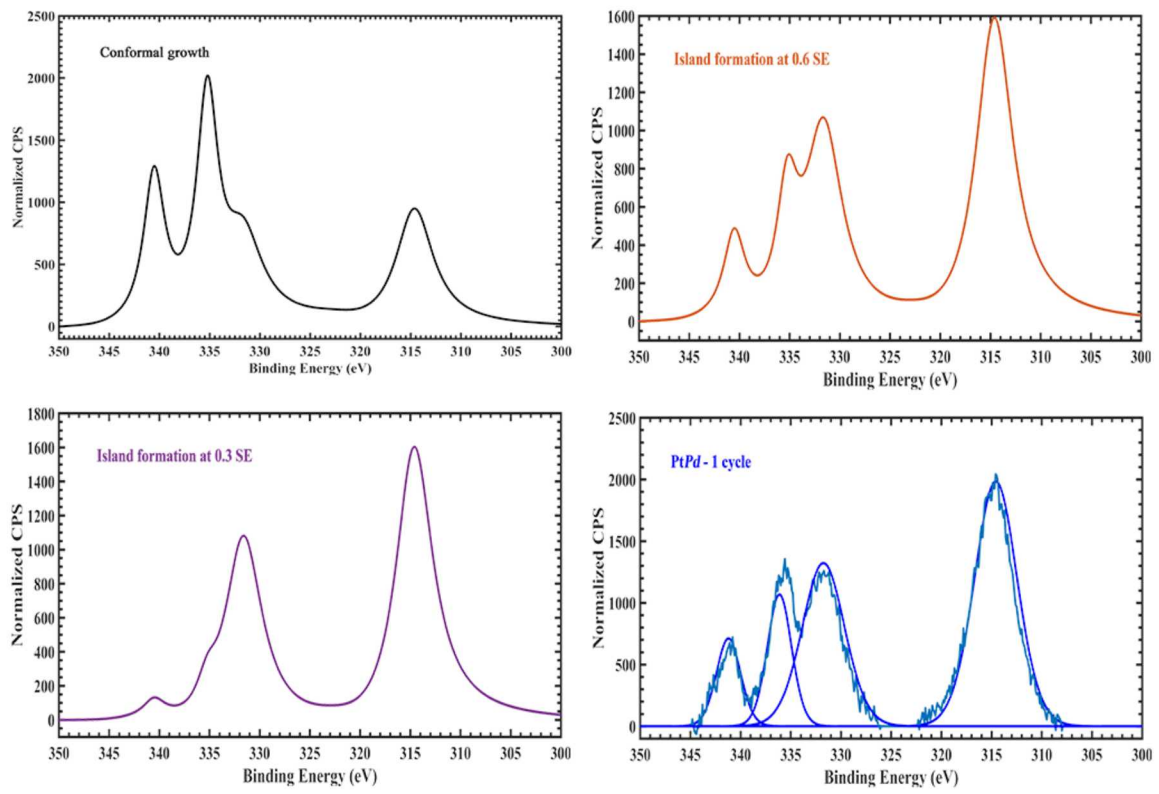 2500
2000
1500
1000
500
0
Normalized CPS
Conformal growth
350 345 340 335 330 325 320 315 310 305 300
Binding Energy (eV)
1600
1400
1200
1000
800
600
400
200
0
Normalized CPS
Island formation at 0.6 SE
350 345 340 335 330 325 320 315 310 305 300
Binding Energy (eV)
1800
1600
1400
1200
1000
800
600
400
200
0
Normalized CPS
Island formation at 0.3 SE
350 345 340 335 330 325 320 315 310 305 300
Binding Energy (eV)
2500
2000
1500
1000
500
0
Normalized CPS
PtPd - 1 cycle
350 345 340 335 330 325 320 315 310 305 300
Binding Energy (eV)